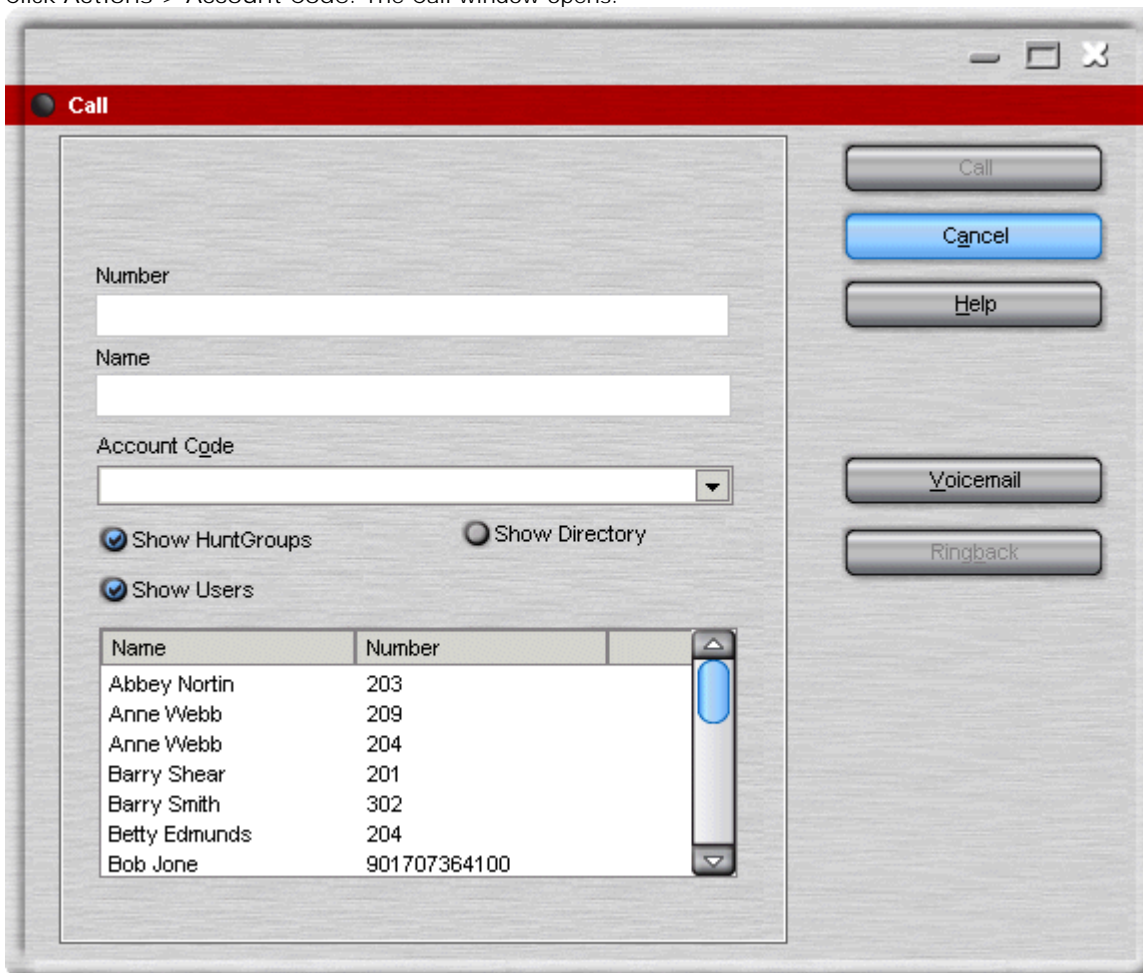 Click Actions > Account Code. The Call window opens.
Call
Call
Cancel
Help
Number
Name
Account Code
Voicemail
Show HuntGroups Show Directory
Ringback
Show Users
Name Number
Abbey Nortin 203
Anne Webb 209
Anne Webb 204
Barry Shear 201
Barry Smith 302
Betty Edmunds 204
Bob Jone 901707364100